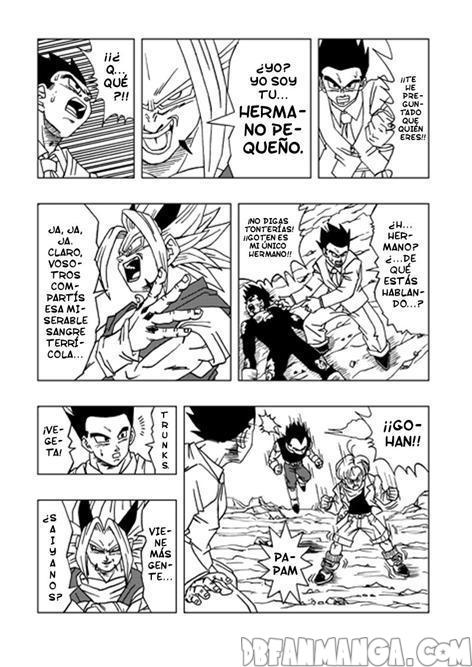 ¡¡TE
HE
PREGUN-
TADO
QUE
QUIÉN
ERES!!
¿YO?
YO SOY
TU...
HERMA-
NO PE-
QUEÑO.
¡¡¿
Q...
QUÉ
?!!
¿H...
HERMANO?
¿...DE
QUÉ
ESTÁS
HABLAN-
DO...?
¡NO DIGAS
TONTERÍAS!
¡¡GOTEN ES
MI ÚNICO
HERMANO!!
JA, JA,
JA.
CLARO,
VOSO-
TROS
COM-
PARTÍS
ESA MI-
SERABLE
SANGRE
TERRÍ-
COLA...
¡¡GO-
HAN!!
PA-
PAM
TRUNKS.
¡VE-
GE-
TA!
VIE-
NE
MÁS
GEN-
TE...
¿SAIYANOS?
DBFANMANGA.COM